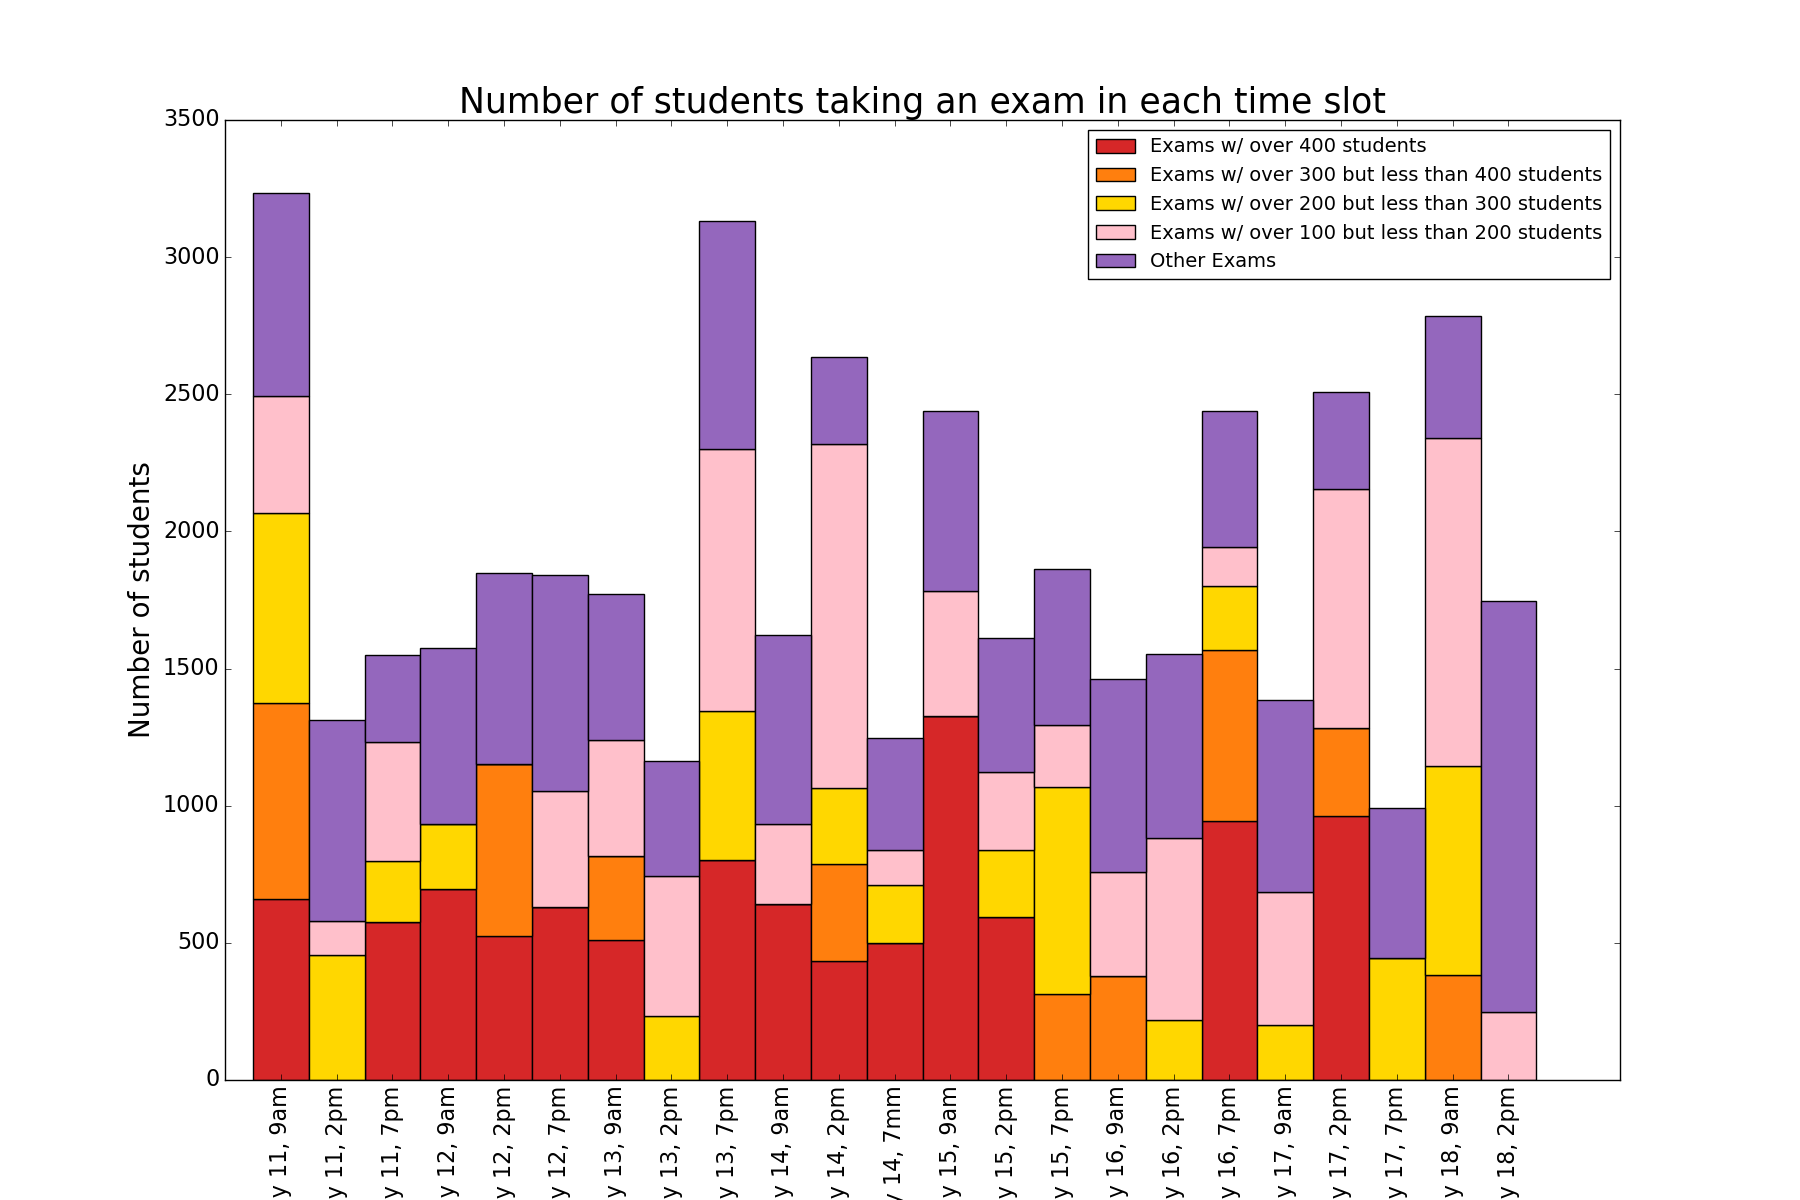 Number of students taking an exam in each time slot
Number of students
3500
3000
2500
2000
1500
1000
500
0
Exams w/ over 400 students
Exams w/ over 300 but less than 400 students
Exams w/ over 200 but less than 300 students
Exams w/ over 100 but less than 200 students
Other Exams
y 11, 9am
y 11, 2pm
y 11, 7pm
y 12, 9am
y 12, 2pm
y 12, 7pm
y 13, 9am
y 13, 2pm
y 13, 7pm
y 14, 9am
y 14, 2pm
y 14, 7mm
y 15, 9am
y 15, 2pm
y 15, 7pm
y 16, 9am
y 16, 2pm
y 16, 7pm
y 17, 9am
y 17, 2pm
y 17, 7pm
y 18, 9am
y 18, 2pm